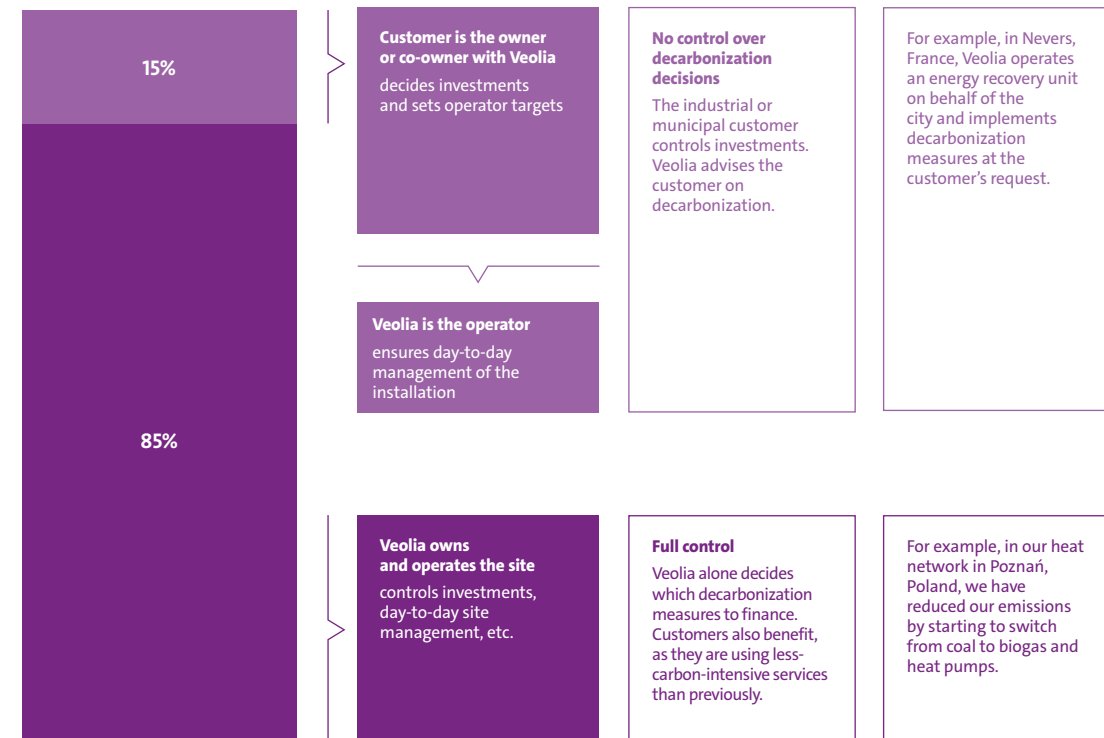 15%
Customer is the owner
or co-owner with Veolia
decides investments
and sets operator targets
No control over
decarbonization
decisions
The industrial or
municipal customer
controls investments.
Veolia advises the
customer on
decarbonization.
For example, in Nevers,
France, Veolia operates
an energy recovery unit
on behalf of the
city and implements
decarbonization
measures at the
customer’s request.
Veolia is the operator
ensures day-to-day
management of the
installation
85%
Veolia owns
and operates the site
controls investments,
day-to-day site
management, etc.
Full control
Veolia alone decides
which decarbonization
measures to finance.
Customers also benefit,
as they are using less-
carbon-intensive services
than previously.
For example, in our heat
network in Poznań,
Poland, we have
reduced our emissions
by starting to switch
from coal to biogas and
heat pumps.